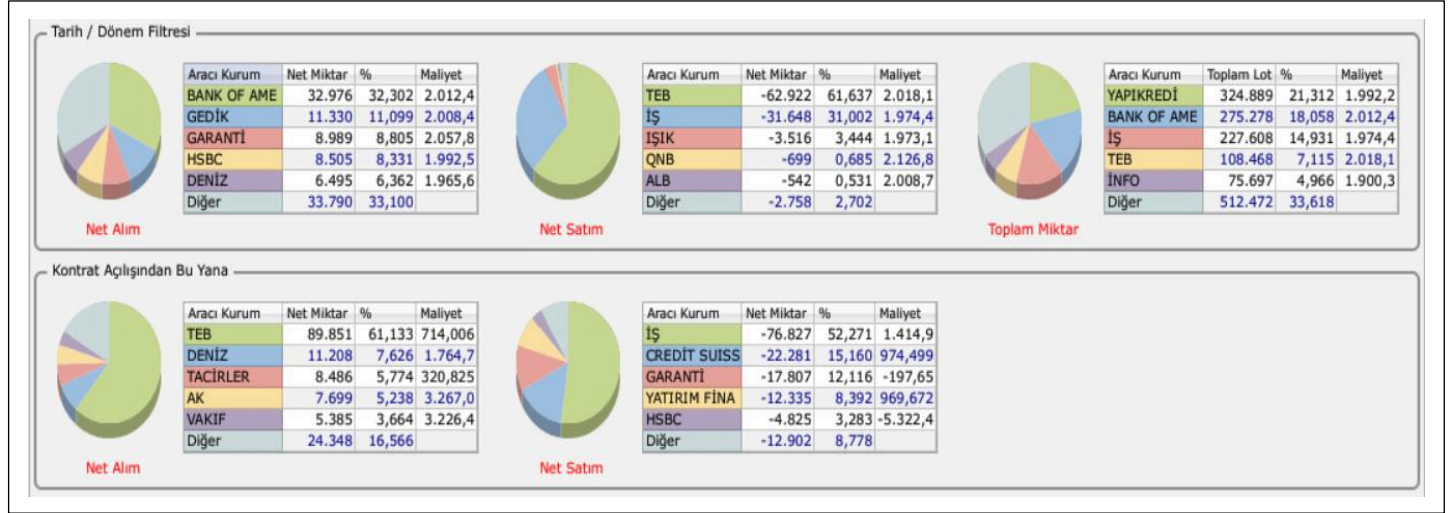 Tarih / Dönem Filtresi
Aracı Kurum Net Miktar % Maliyet
BANK OF AME 32.976 32,302 2.012,4
GEDİK 11.330 11,099 2.008,4
GARANTİ 8.989 8,805 2.057,8
HSBC 8.505 8,331 1.992,5
DENİZ 6.495 6,362 1.965,6
Diğer 33.790 33,100
Net Alım
Aracı Kurum Net Miktar % Maliyet
TEB -62.922 61,637 2.018,1
İŞ -31.648 31,002 1.974,4
IŞIK -3.516 3,444 1.973,1
QNB -699 0,685 2.126,8
ALB -542 0,531 2.008,7
Diğer -2.758 2,702
Net Satım
Aracı Kurum Toplam Lot % Maliyet
YAPIKREDİ 324.889 21,312 1.992,2
BANK OF AME 275.278 18,058 2.012,4
İŞ 227.608 14,931 1.974,4
TEB 108.468 7,115 2.018,1
İNFO 75.697 4,966 1.900,3
Diğer 512.472 33,618
Toplam Miktar
Kontrat Açılışından Bu Yana
Aracı Kurum Net Miktar % Maliyet
TEB 89.851 61,133 714,006
DENİZ 11.208 7,626 1.764,7
TACİRLER 8.486 5,774 320,825
AK 7.699 5,238 3.267,0
VAKIF 5.385 3,664 3.226,4
Diğer 24.348 16,566
Net Alım
Aracı Kurum Net Miktar % Maliyet
İŞ -76.827 52,271 1.414,9
CREDİT SUISS -22.281 15,160 974,499
GARANTİ -17.807 12,116 -197,65
YATIRIM FİNA -12.335 8,392 969,672
HSBC -4.825 3,283 -5.322,4
Diğer -12.902 8,778
Net Satım